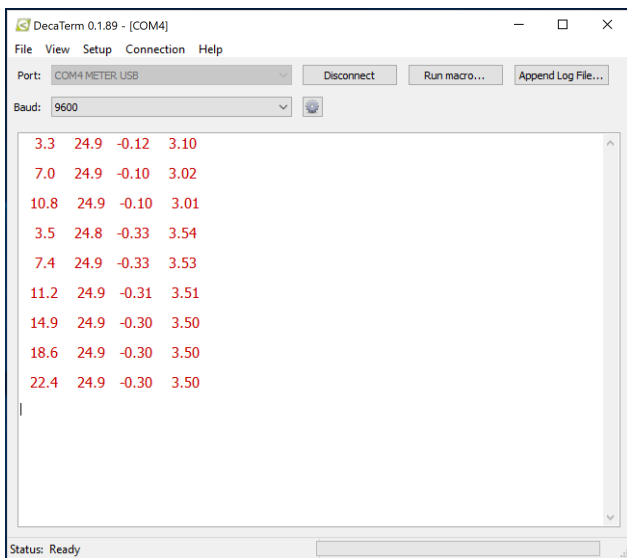 DecaTerm 0.1.89 - [COM4]
File View Setup Connection Help
Port: COM4 METER USB Disconnect Run macro... Append Log File...
Baud: 9600
3.3 24.9 -0.12 3.10
7.0 24.9 -0.10 3.02
10.8 24.9 -0.10 3.01
3.5 24.8 -0.33 3.54
7.4 24.9 -0.33 3.53
11.2 24.9 -0.31 3.51
14.9 24.9 -0.30 3.50
18.6 24.9 -0.30 3.50
22.4 24.9 -0.30 3.50
Status: Ready